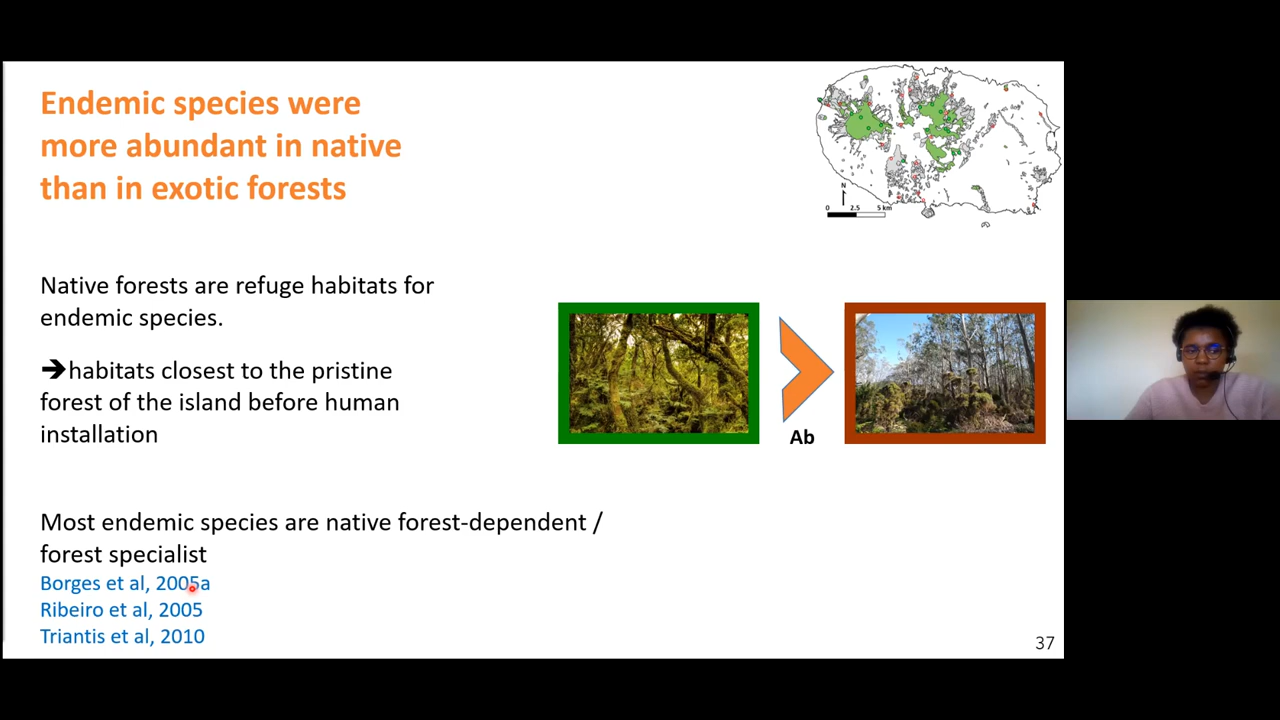 Endemic species were
more abundant in native
than in exotic forests
N
0 2.5 5 km
Native forests are refuge habitats for
endemic species.
➔habitats closest to the pristine
forest of the island before human
installation
Ab
Most endemic species are native forest-dependent /
forest specialist
Borges et al, 2005a
Ribeiro et al, 2005
Triantis et al, 2010
37